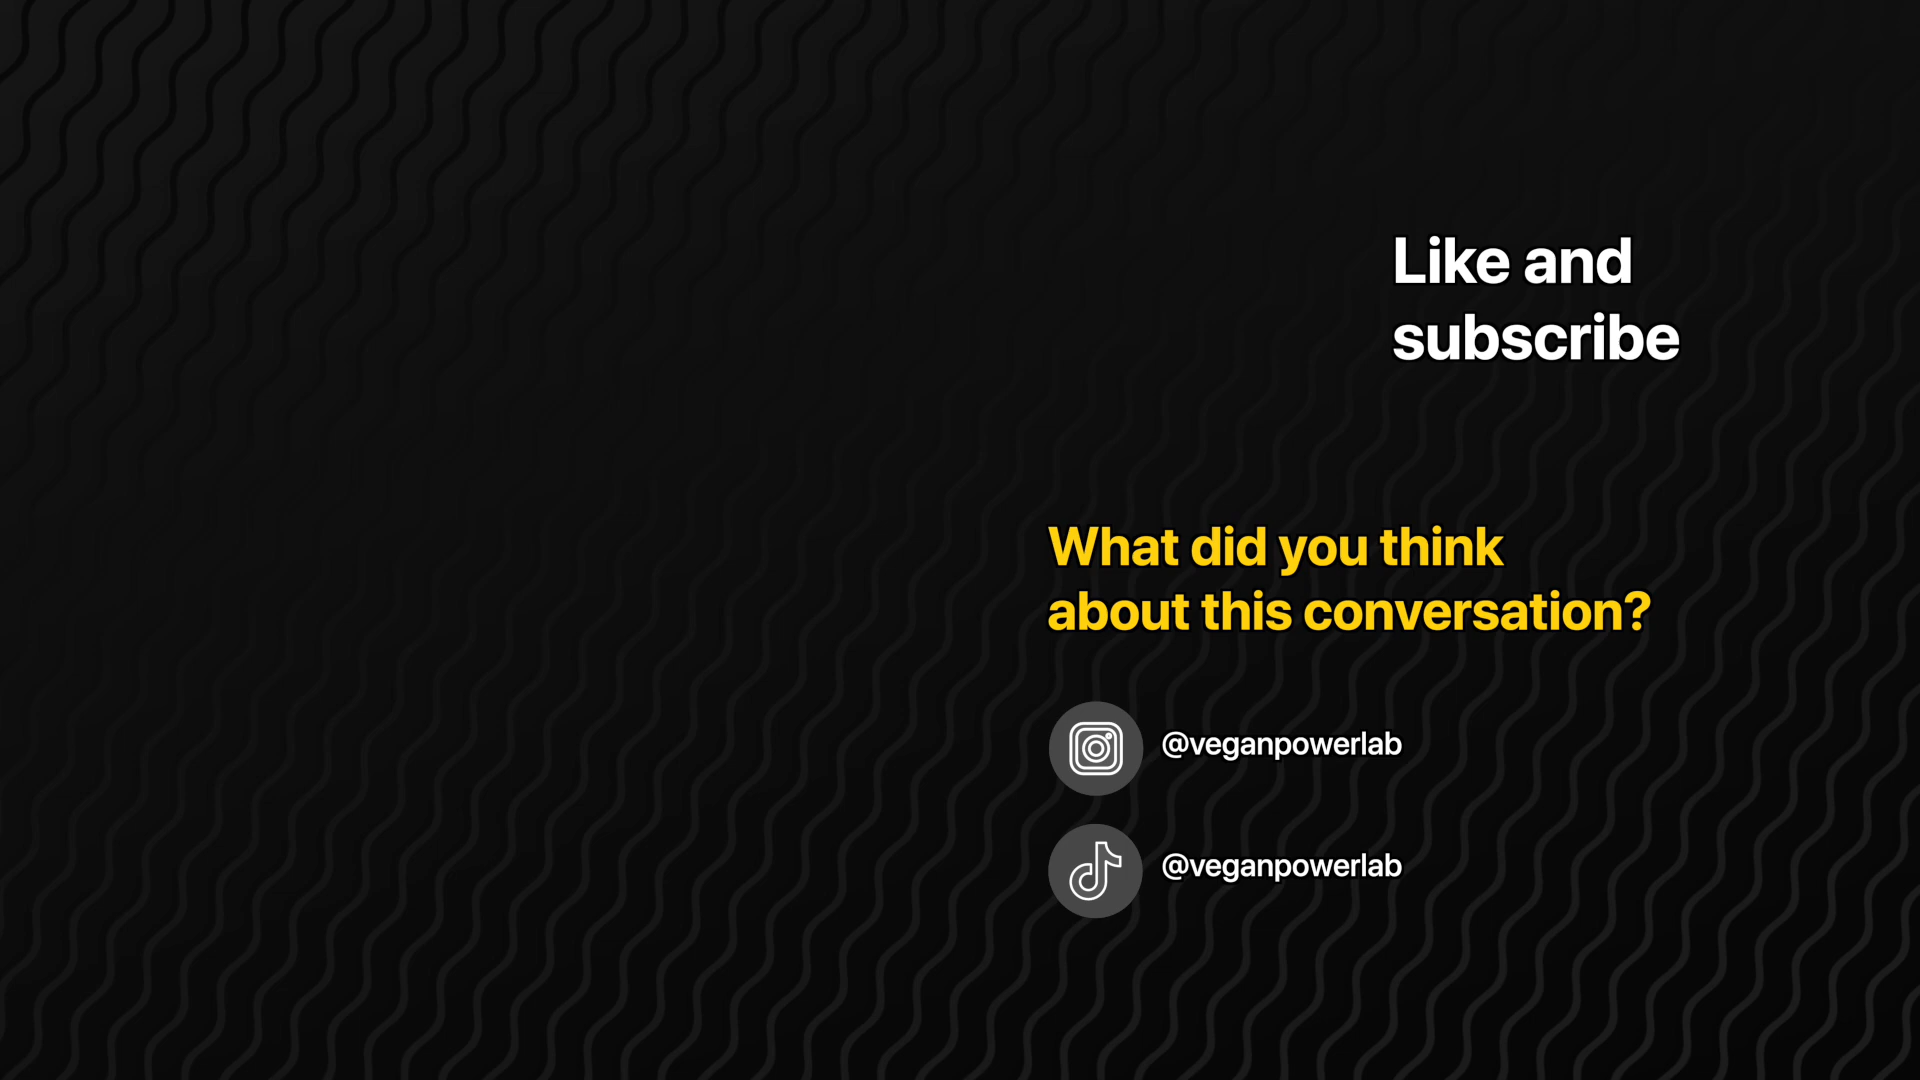 Like and
subscribe
What did you think
about this conversation?
@veganpowerlab
@veganpowerlab